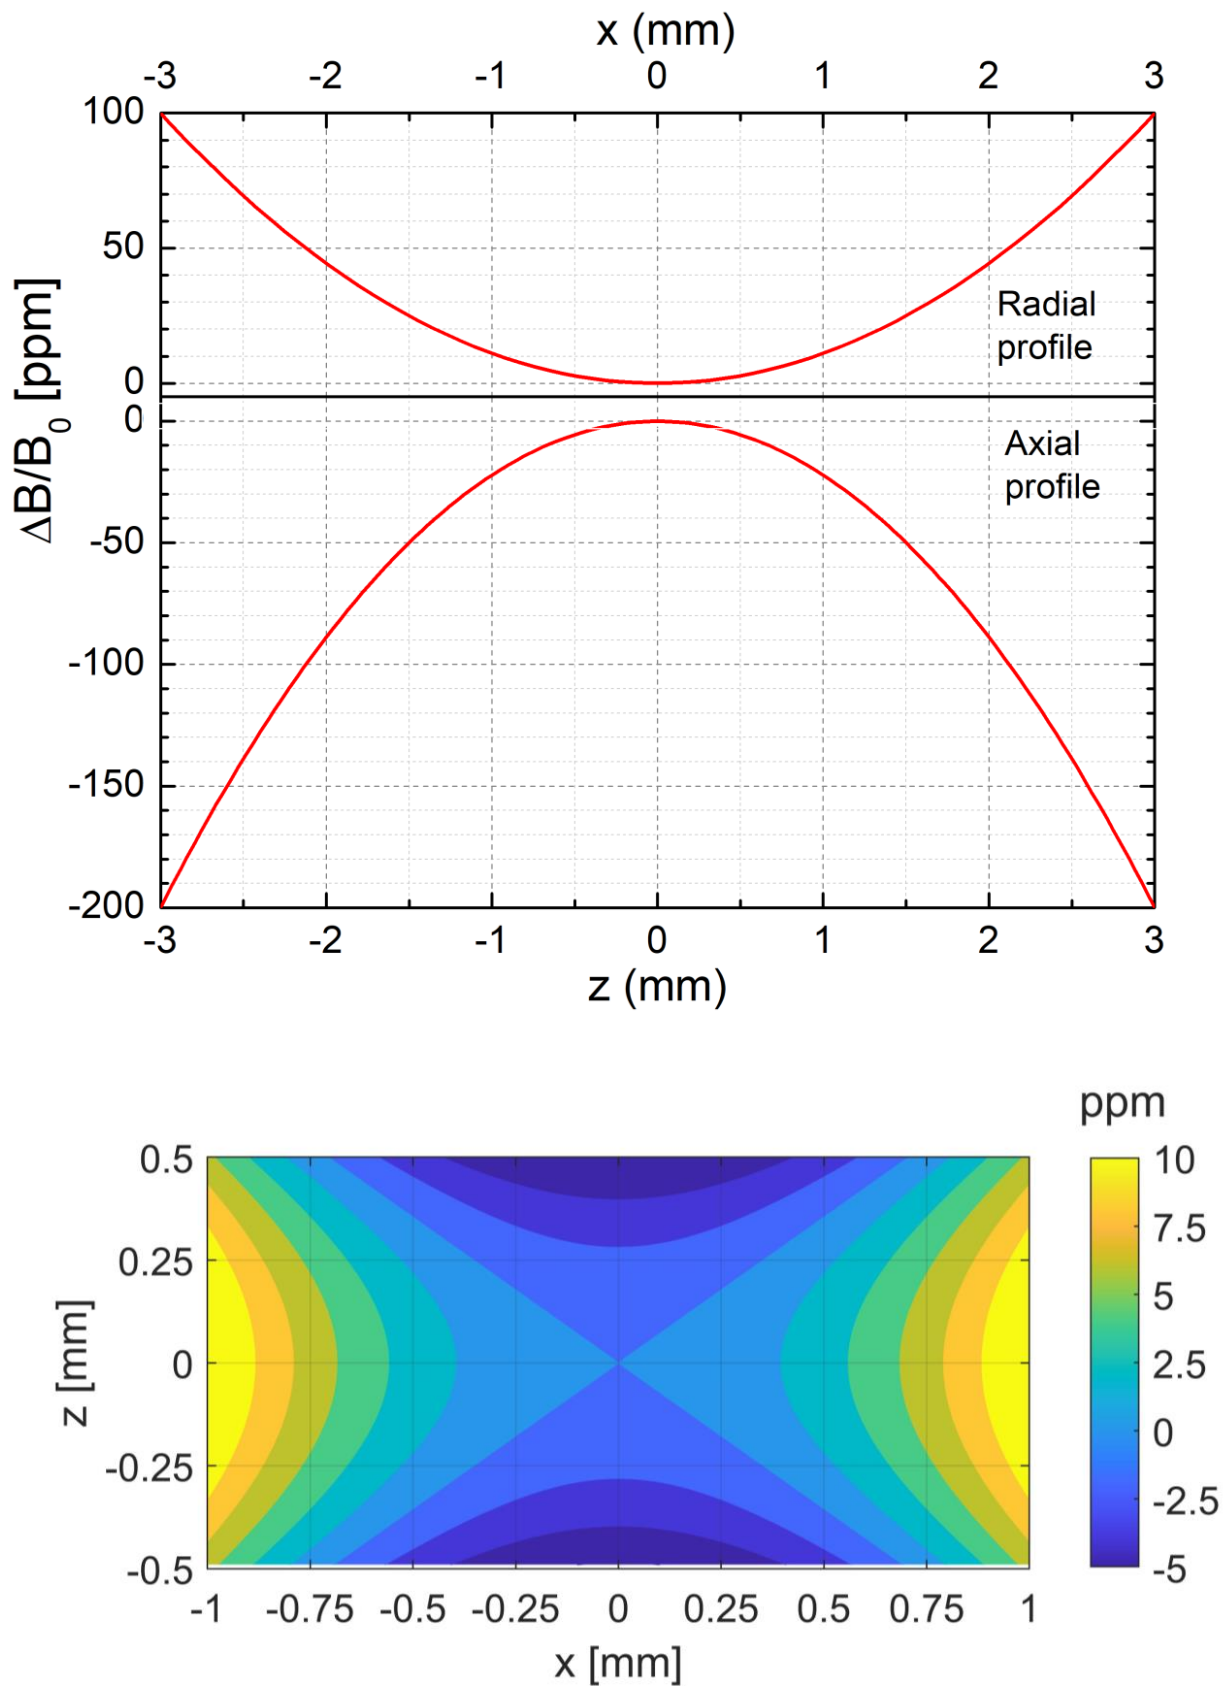 x (mm)
-3 -2 -1 0 1 2 3
100
50
0
Radial
profile
0
-50
-100
-150
-200
Axial
profile
ΔB/B0 [ppm]
-3 -2 -1 0 1 2 3
z (mm)
ppm
0.5
0.25
0
-0.25
-0.5
z [mm]
10
7.5
5
2.5
0
-2.5
-5
-1 -0.75 -0.5 -0.25 0 0.25 0.5 0.75 1
x [mm]